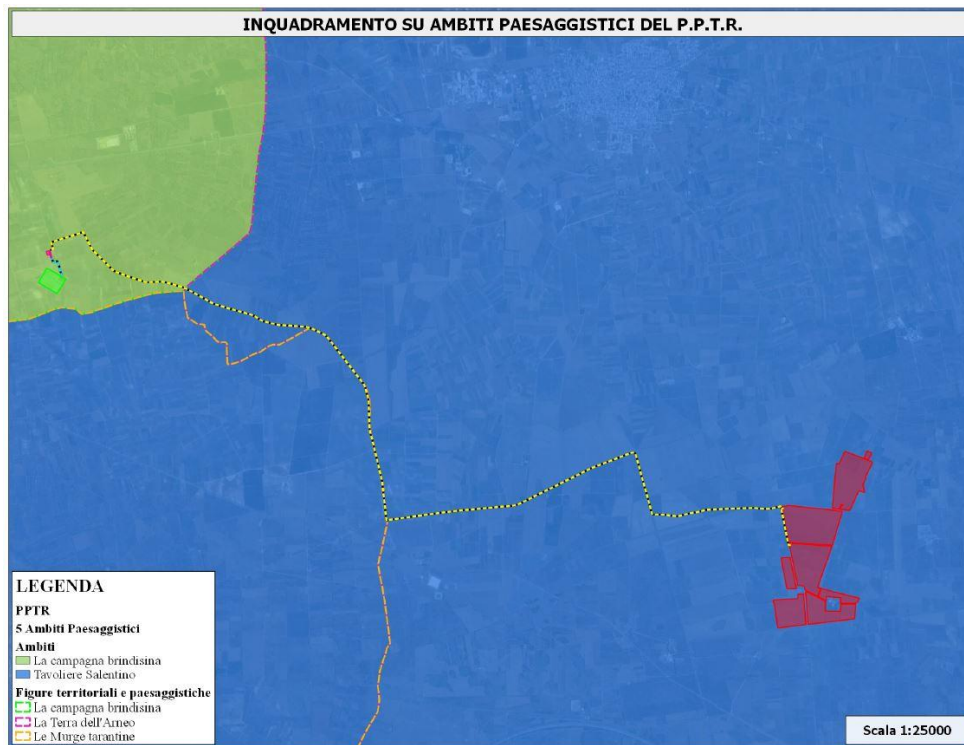 INQUADRAMENTO SU AMBITI PAESAGGISTICI DEL P.P.T.R.
LEGENDA
PPTR
5 Ambiti Paesaggistici
Ambiti
La campagna brindisina
Tavoliere Salentino
Figure territoriali e paesaggistiche
La campagna brindisina
La Terra dell'Arneo
Le Murge tarantine
Scala 1:25000